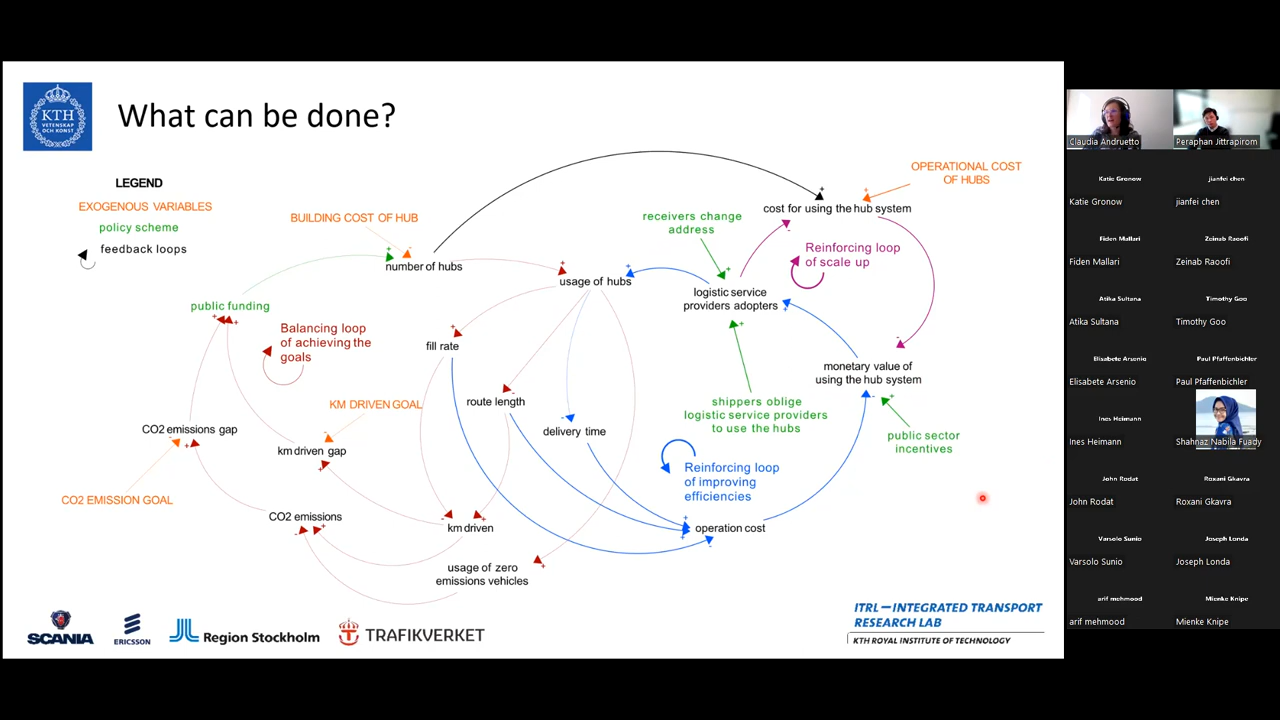 KTH
VETENSKAP
OCH KONST
What can be done?
LEGEND
EXOGENOUS VARIABLES
policy scheme
feedback loops
BUILDING COST OF HUB
number of hubs
public funding
Balancing loop
of achieving the
goals
KM DRIVEN GOAL
CO2 emissions gap
km driven gap
CO2 EMISSION GOAL
CO2 emissions
km driven
usage of zero
emissions vehicles
fill rate
route length
delivery time
usage of hubs
receivers change
address
logistic service
providers adopters
OPERATIONAL COST
OF HUBS
cost for using the hub system
Reinforcing loop
of scale up
monetary value of
using the hub system
shippers oblige
logistic service providers
to use the hubs
public sector
incentives
Reinforcing loop
of improving
efficiencies
operation cost
SCANIA
ERICSSON
Region Stockholm
TRAFIKVERKET
ITRL – INTEGRATED TRANSPORT
RESEARCH LAB
KTH ROYAL INSTITUTE OF TECHNOLOGY
Claudia Andruetto
Peraphan Jittrapirom
Katie Gronow
jianfei chen
Katie Gronow
jianfei chen
Fiden Mallari
Zeinab Raoofi
Fiden Mallari
Zeinab Raoofi
Atika Sultana
Timothy Goo
Atika Sultana
Timothy Goo
Elisabete Arsenio
Paul Pfaffenbichler
Elisabete Arsenio
Paul Pfaffenbichler
Ines Heimann
Ines Heimann
Shahnaz Nabila Fuady
John Rodat
Roxani Gkavra
John Rodat
Roxani Gkavra
Varsolo Sunio
Joseph Londa
Varsolo Sunio
Joseph Londa
arif mehmood
Mienke Knipe
arif mehmood
Mienke Knipe